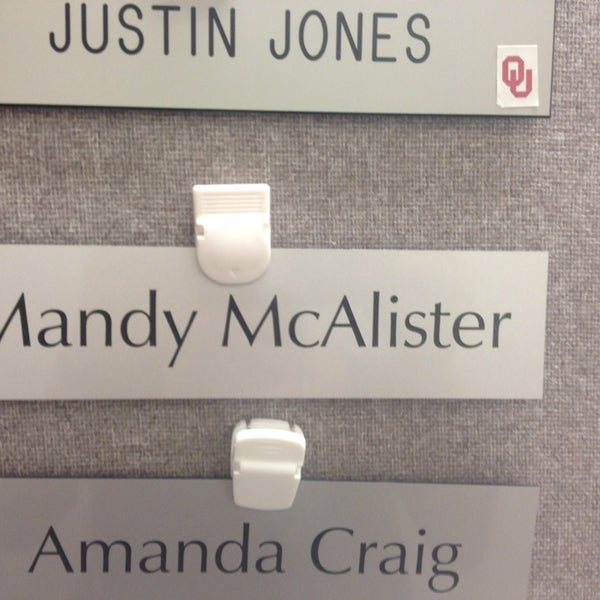 JUSTIN JONES
OU
Mandy McAlister
Amanda Craig